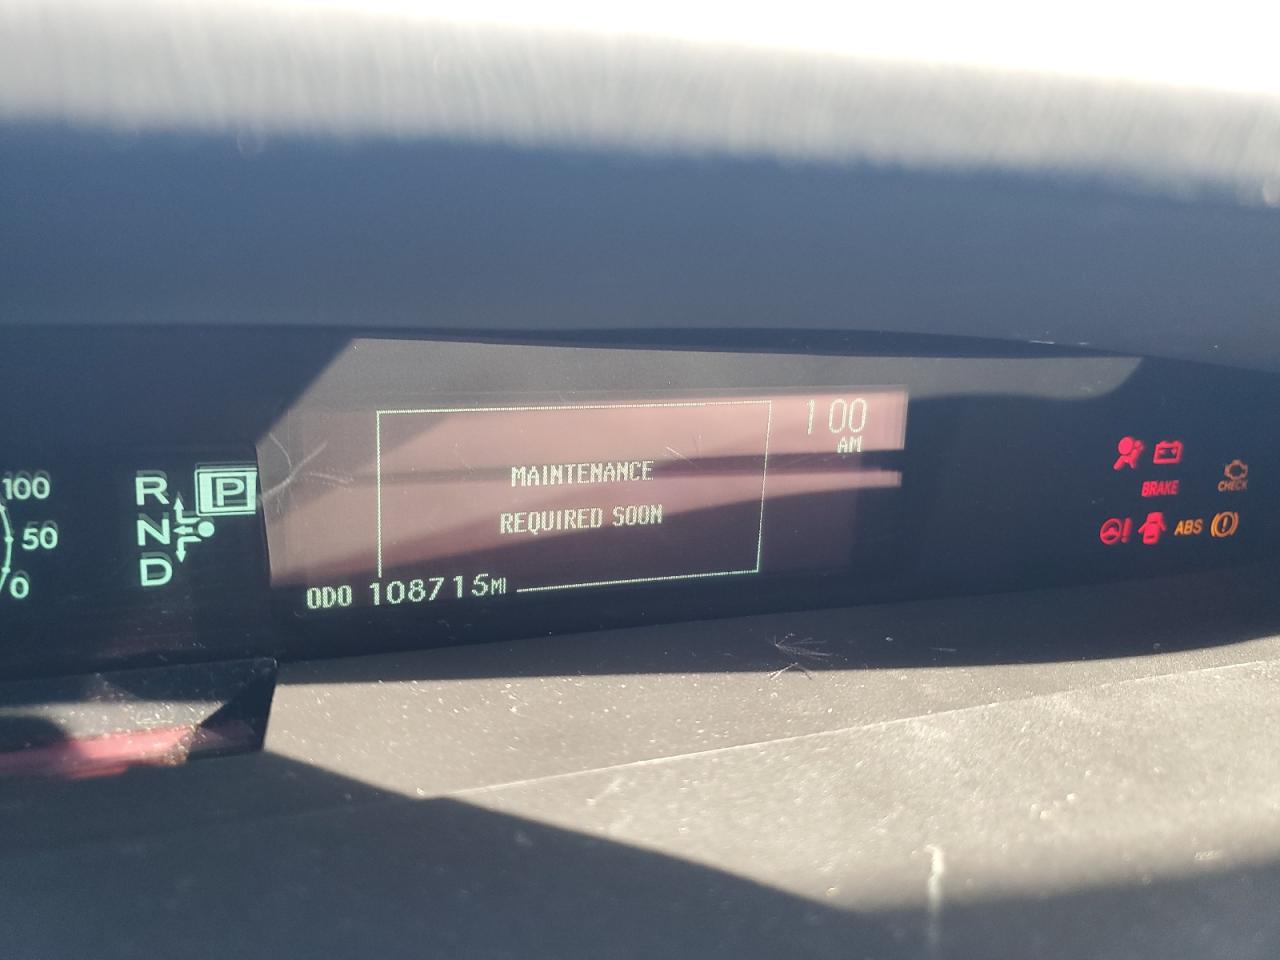 100
50
0
R
P
N
D
MAINTENANCE
REQUIRED SOON
1 00
AM
ODO 108715MI
BRAKE
CHECK
ABS